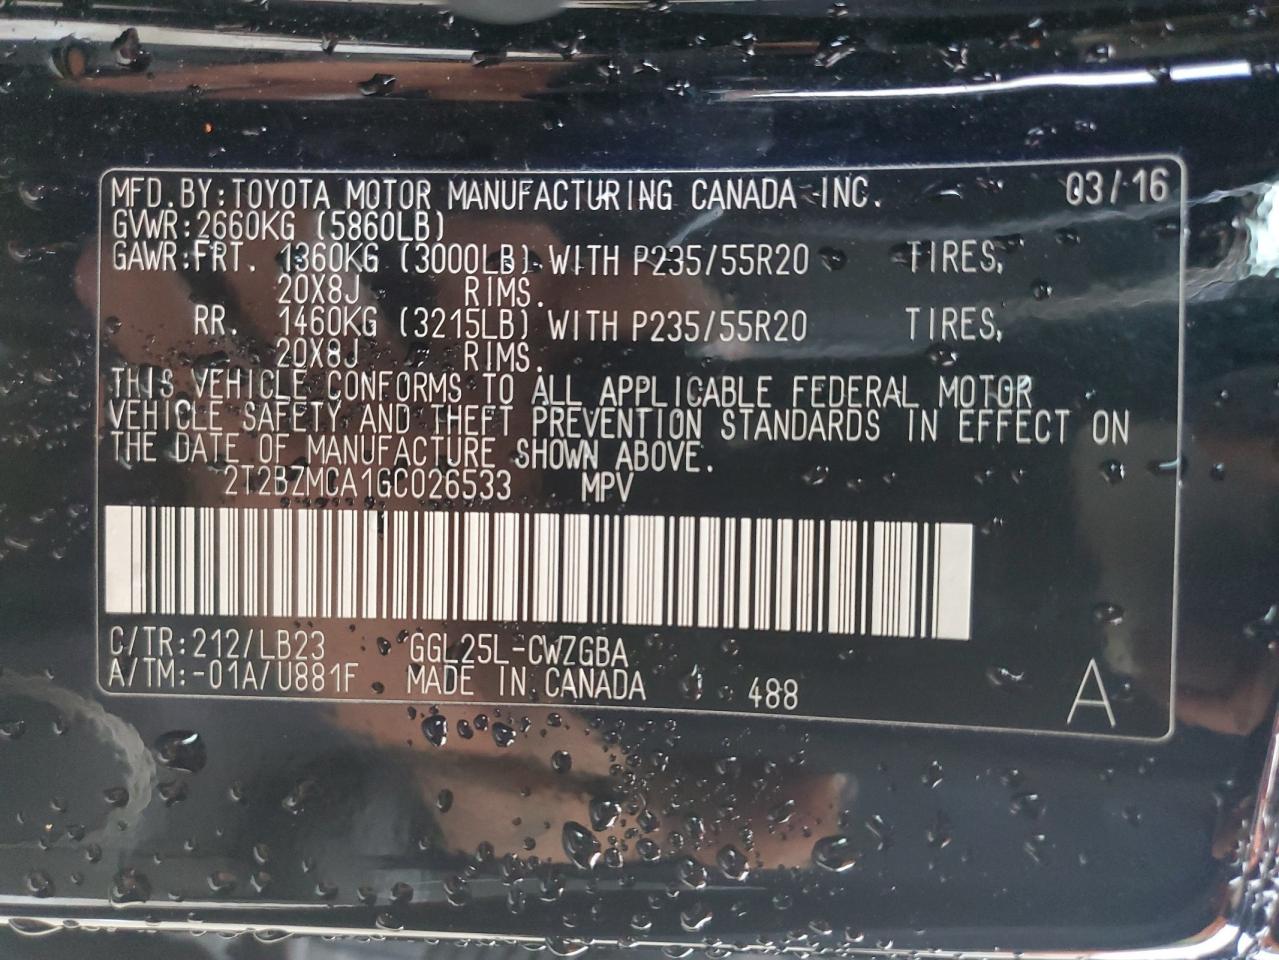 MFD.BY:TOYOTA MOTOR MANUFACTURING CANADA INC. 03/16
GVWR:2660KG (5860LB)
GAWR:FRT. 1360KG (3000LB) WITH P235/55R20 TIRES,
20X8J RIMS.
RR. 1460KG (3215LB) WITH P235/55R20 TIRES,
20X8J RIMS.
THIS VEHICLE CONFORMS TO ALL APPLICABLE FEDERAL MOTOR
VEHICLE SAFETY AND THEFT PREVENTION STANDARDS IN EFFECT ON
THE DATE OF MANUFACTURE SHOWN ABOVE.
2T2BZMCA1GC026533 MPV
C/TR:212/LB23 GGL25L-CWZGBA
A/TM:-01A/U881F MADE IN CANADA 488 A